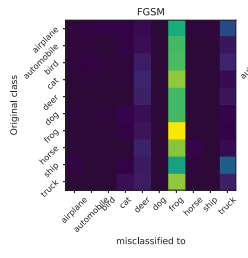 FGSM
Original class
airplane
automobile
bird
cat
deer
dog
frog
horse
ship
truck
airplane
automobile
bird
cat
deer
dog
frog
horse
ship
truck
misclassified to